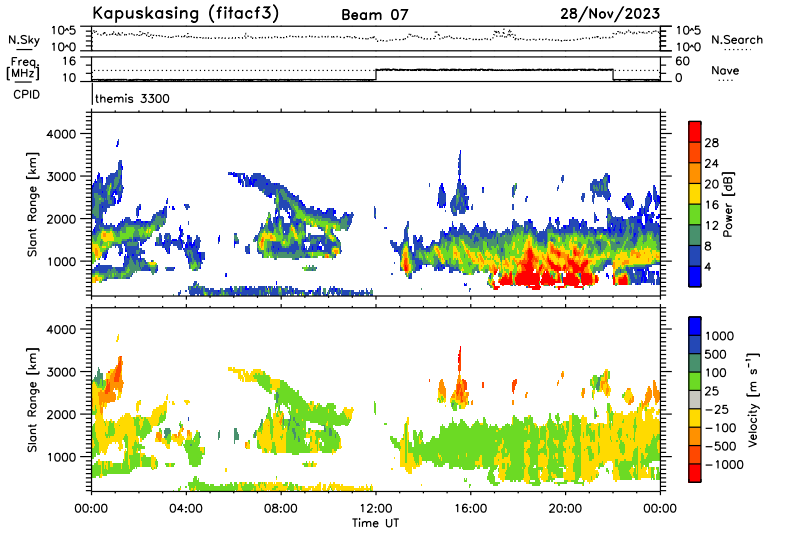 Kapuskasing (fitacf3) Beam 07 28/Nov/2023
N.Sky 10^5 10^0 10^5 10^0 N.Search
Freq. [MHz] 16 10 60 0 Nave
CPID themis 3300
Slant Range [km] 4000 3000 2000 1000
Power [dB] 28 24 20 16 12 8 4
Slant Range [km] 4000 3000 2000 1000
Velocity [m s⁻¹] 1000 500 100 25 −25 −100 −500 −1000
00:00 04:00 08:00 12:00 16:00 20:00 00:00
Time UT